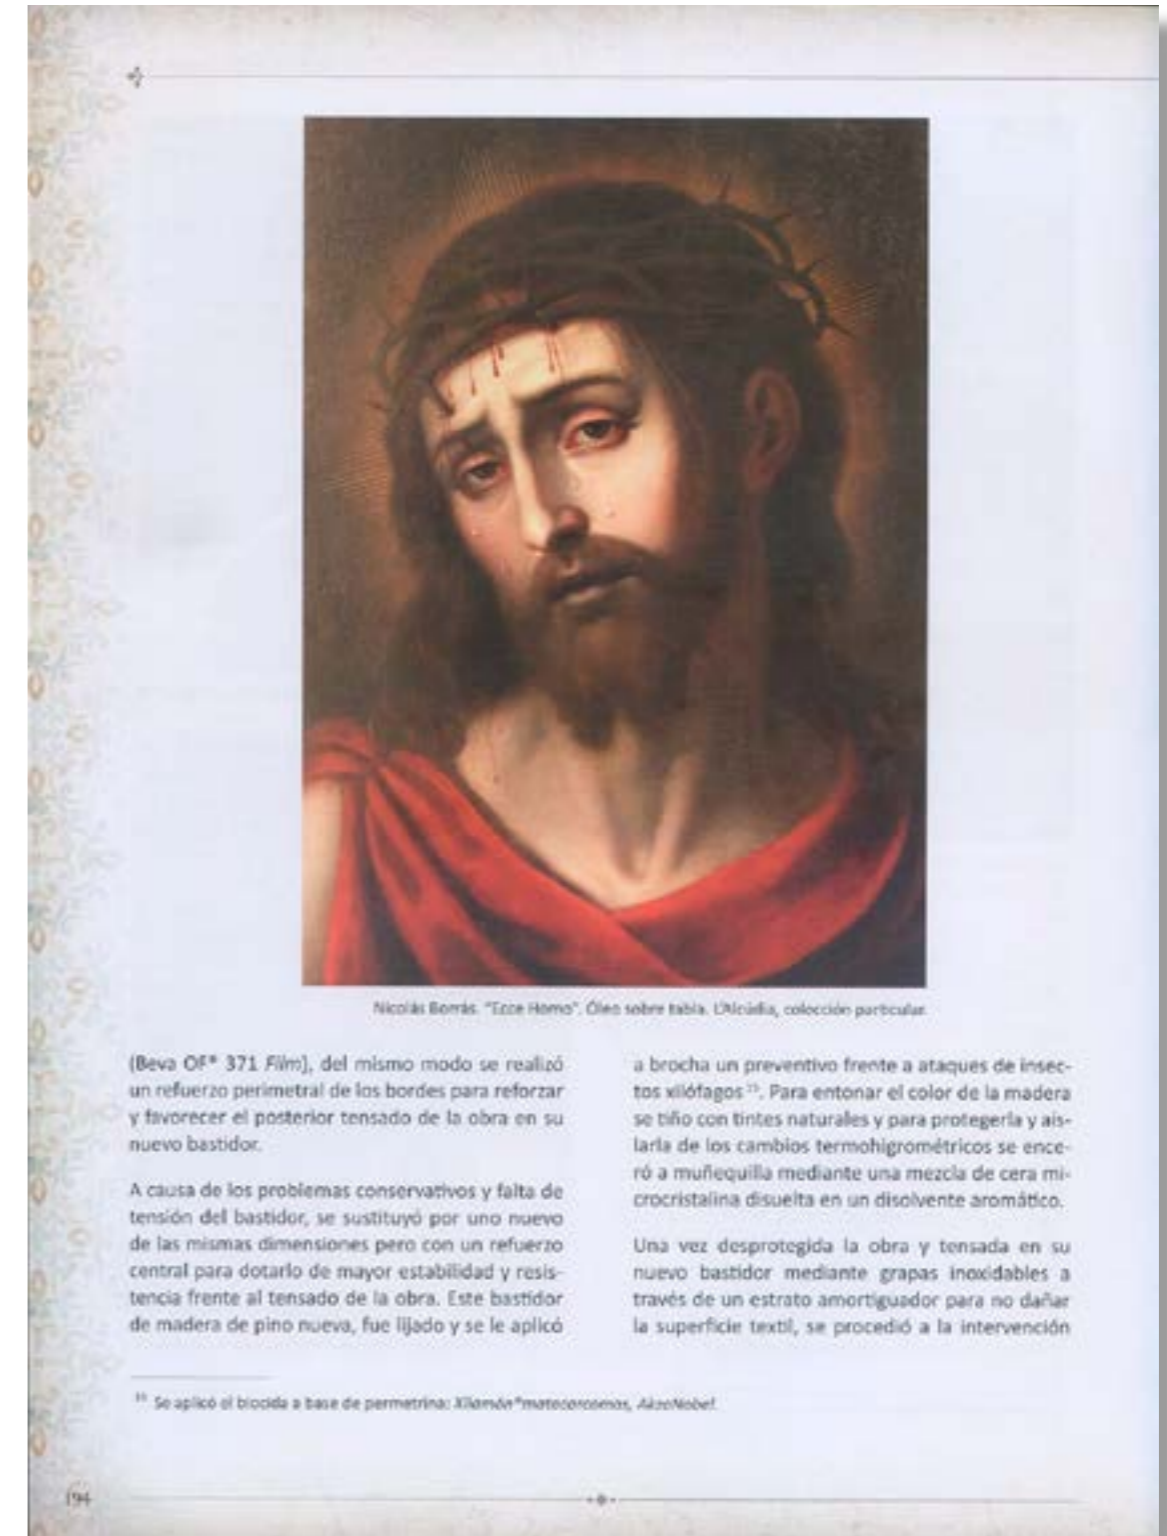 Nicolás Borrás. "Ecce Homo". Óleo sobre tabla. L'Alcúdia, colección particular.
(Beva OF® 371 Film), del mismo modo se realizó
un refuerzo perimetral de los bordes para reforzar
y favorecer el posterior tensado de la obra en su
nuevo bastidor.
A causa de los problemas conservativos y falta de
tensión del bastidor, se sustituyó por uno nuevo
de las mismas dimensiones pero con un refuerzo
central para dotarlo de mayor estabilidad y resis-
tencia frente al tensado de la obra. Este bastidor
de madera de pino nueva, fue lijado y se le aplicó
a brocha un preventivo frente a ataques de insec-
tos xilófagos. Para entonar el color de la madera
se tiño con tintes naturales y para protegerla y ais-
larla de los cambios termohigrométricos se ence-
ró a muñequilla mediante una mezcla de cera mi-
crocristalina disuelta en un disolvente aromático.
Una vez desprotegida la obra y tensada en su
nuevo bastidor mediante grapas inoxidables a
través de un estrato amortiguador para no dañar
la superficie textil, se procedió a la intervención
Se aplicó el biocida a base de permetrina: Xilamón® matacarcomas, AkzoNobel.
194